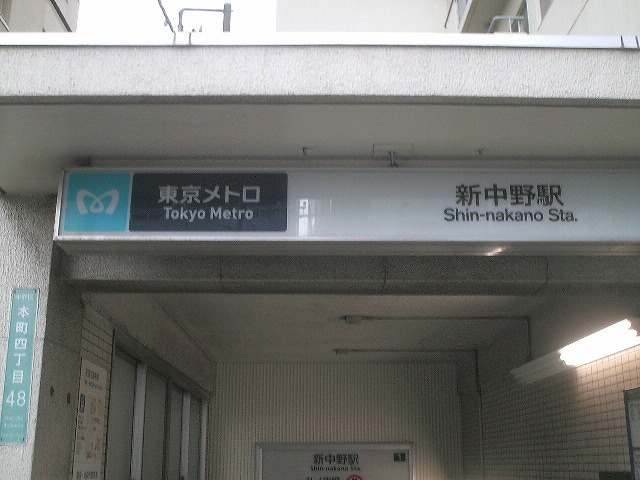 東京メトロ
Tokyo Metro
新中野駅
Shin-nakano Sta.
本町四丁目
48
新中野駅
Shin-nakano Sta.